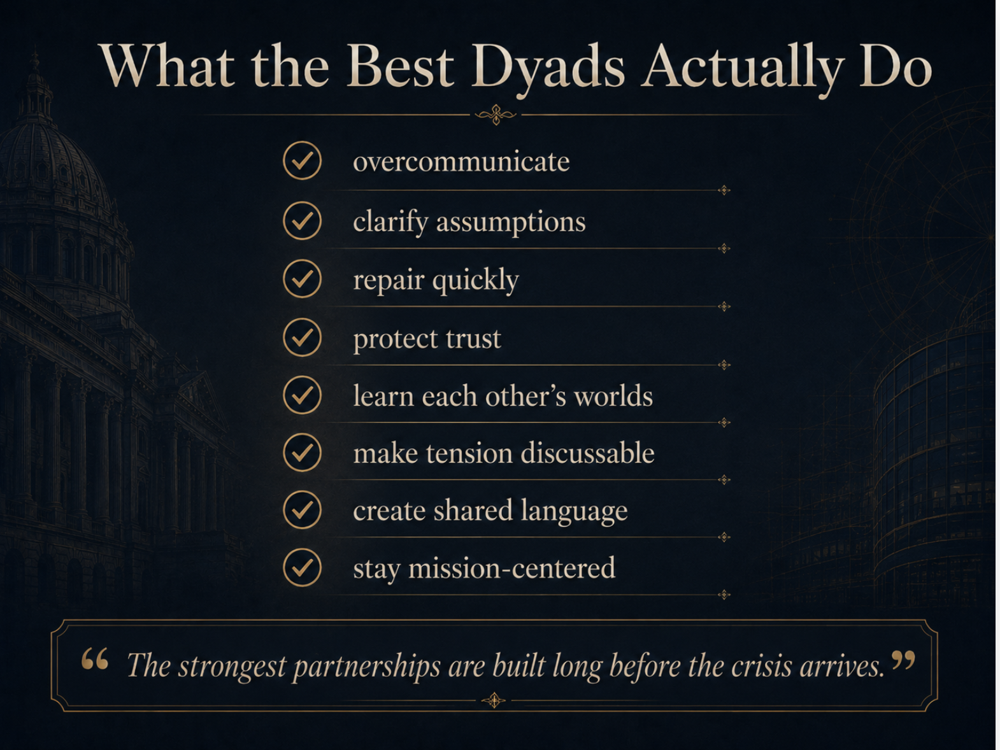 What the Best Dyads Actually Do
overcommunicate
clarify assumptions
repair quickly
protect trust
learn each other’s worlds
make tension discussable
create shared language
stay mission-centered
“ The strongest partnerships are built long before the crisis arrives. ”